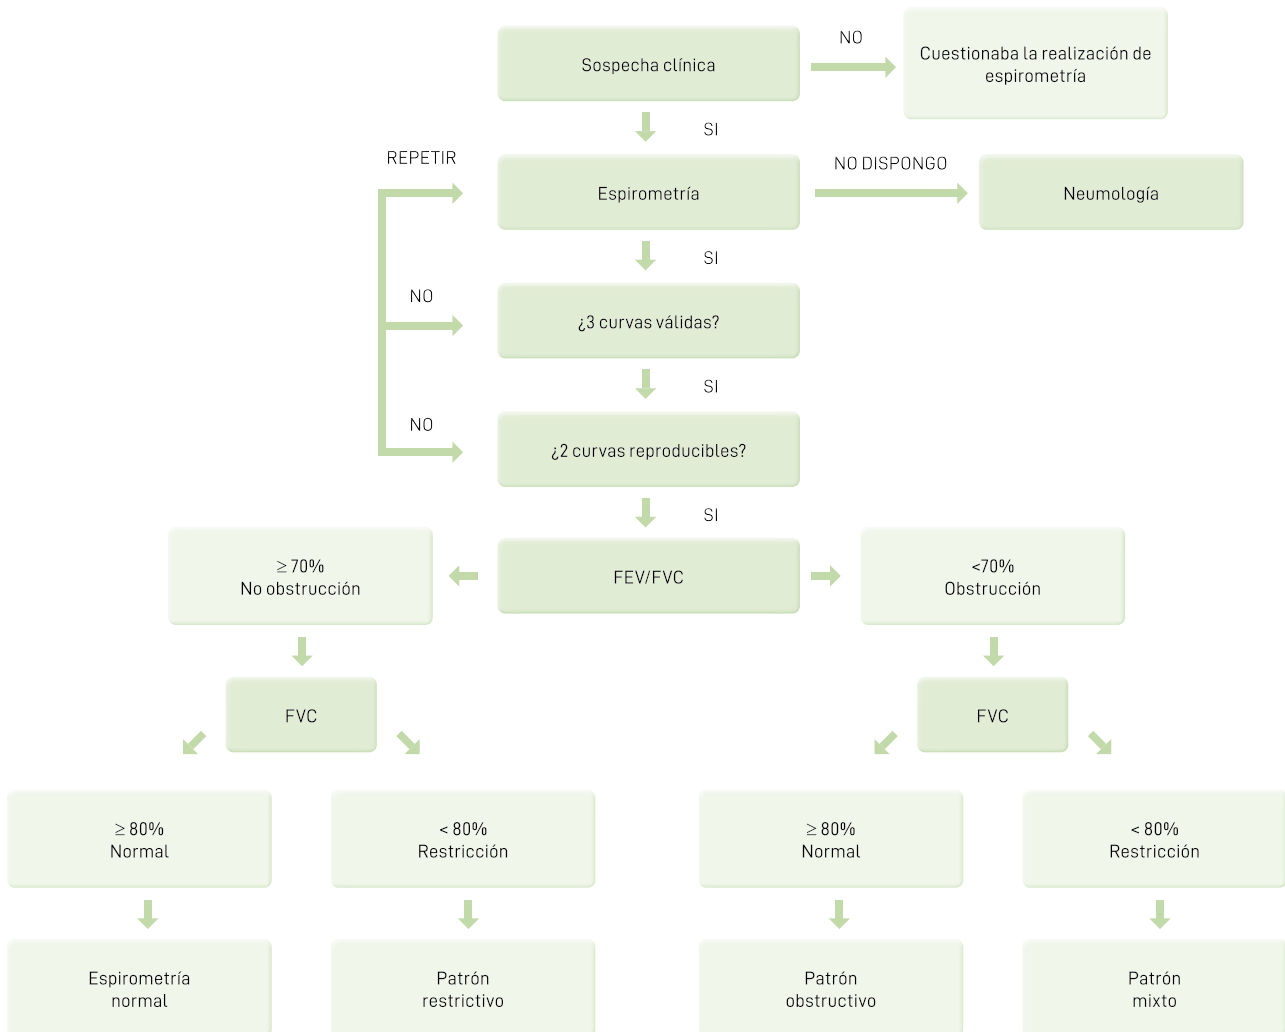 Sospecha clínica
NO
Cuestionaba la realización de
espirometría
SI
REPETIR
Espirometría
NO DISPONGO
Neumología
SI
NO
¿3 curvas válidas?
SI
NO
¿2 curvas reproducibles?
SI
≥ 70%
No obstrucción
FEV/FVC
<70%
Obstrucción
FVC
FVC
≥ 80%
Normal
< 80%
Restricción
≥ 80%
Normal
< 80%
Restricción
Espirometría
normal
Patrón
restrictivo
Patrón
obstructivo
Patrón
mixto